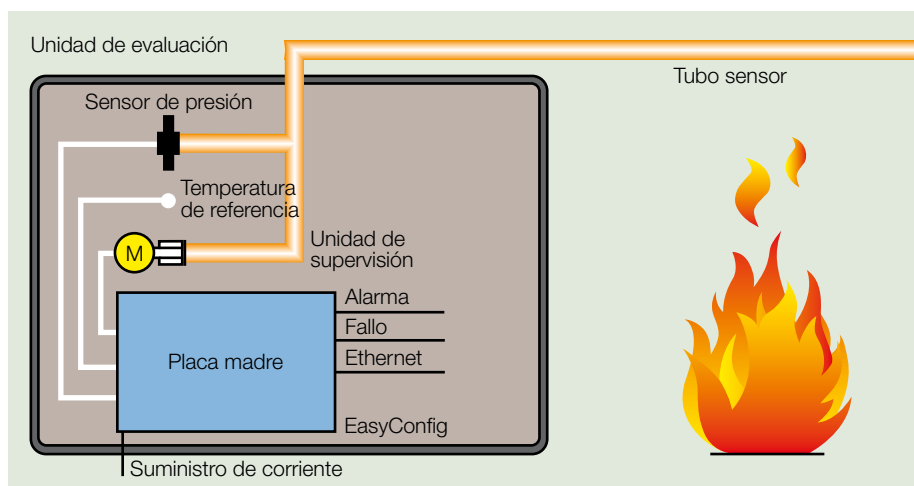 Unidad de evaluación
Tubo sensor
Sensor de presión
Temperatura
de referencia
M
Unidad de
supervisión
Alarma
Fallo
Ethernet
Placa madre
EasyConfig
Suministro de corriente